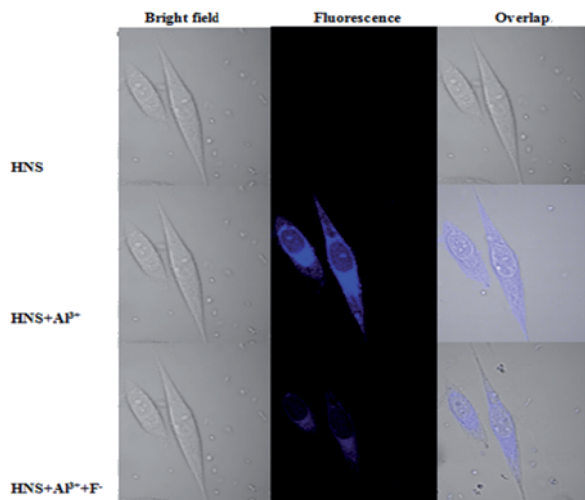 Bright field Fluorescence Overlap
HNS
HNS+Al³⁺
HNS+Al³⁺+F⁻